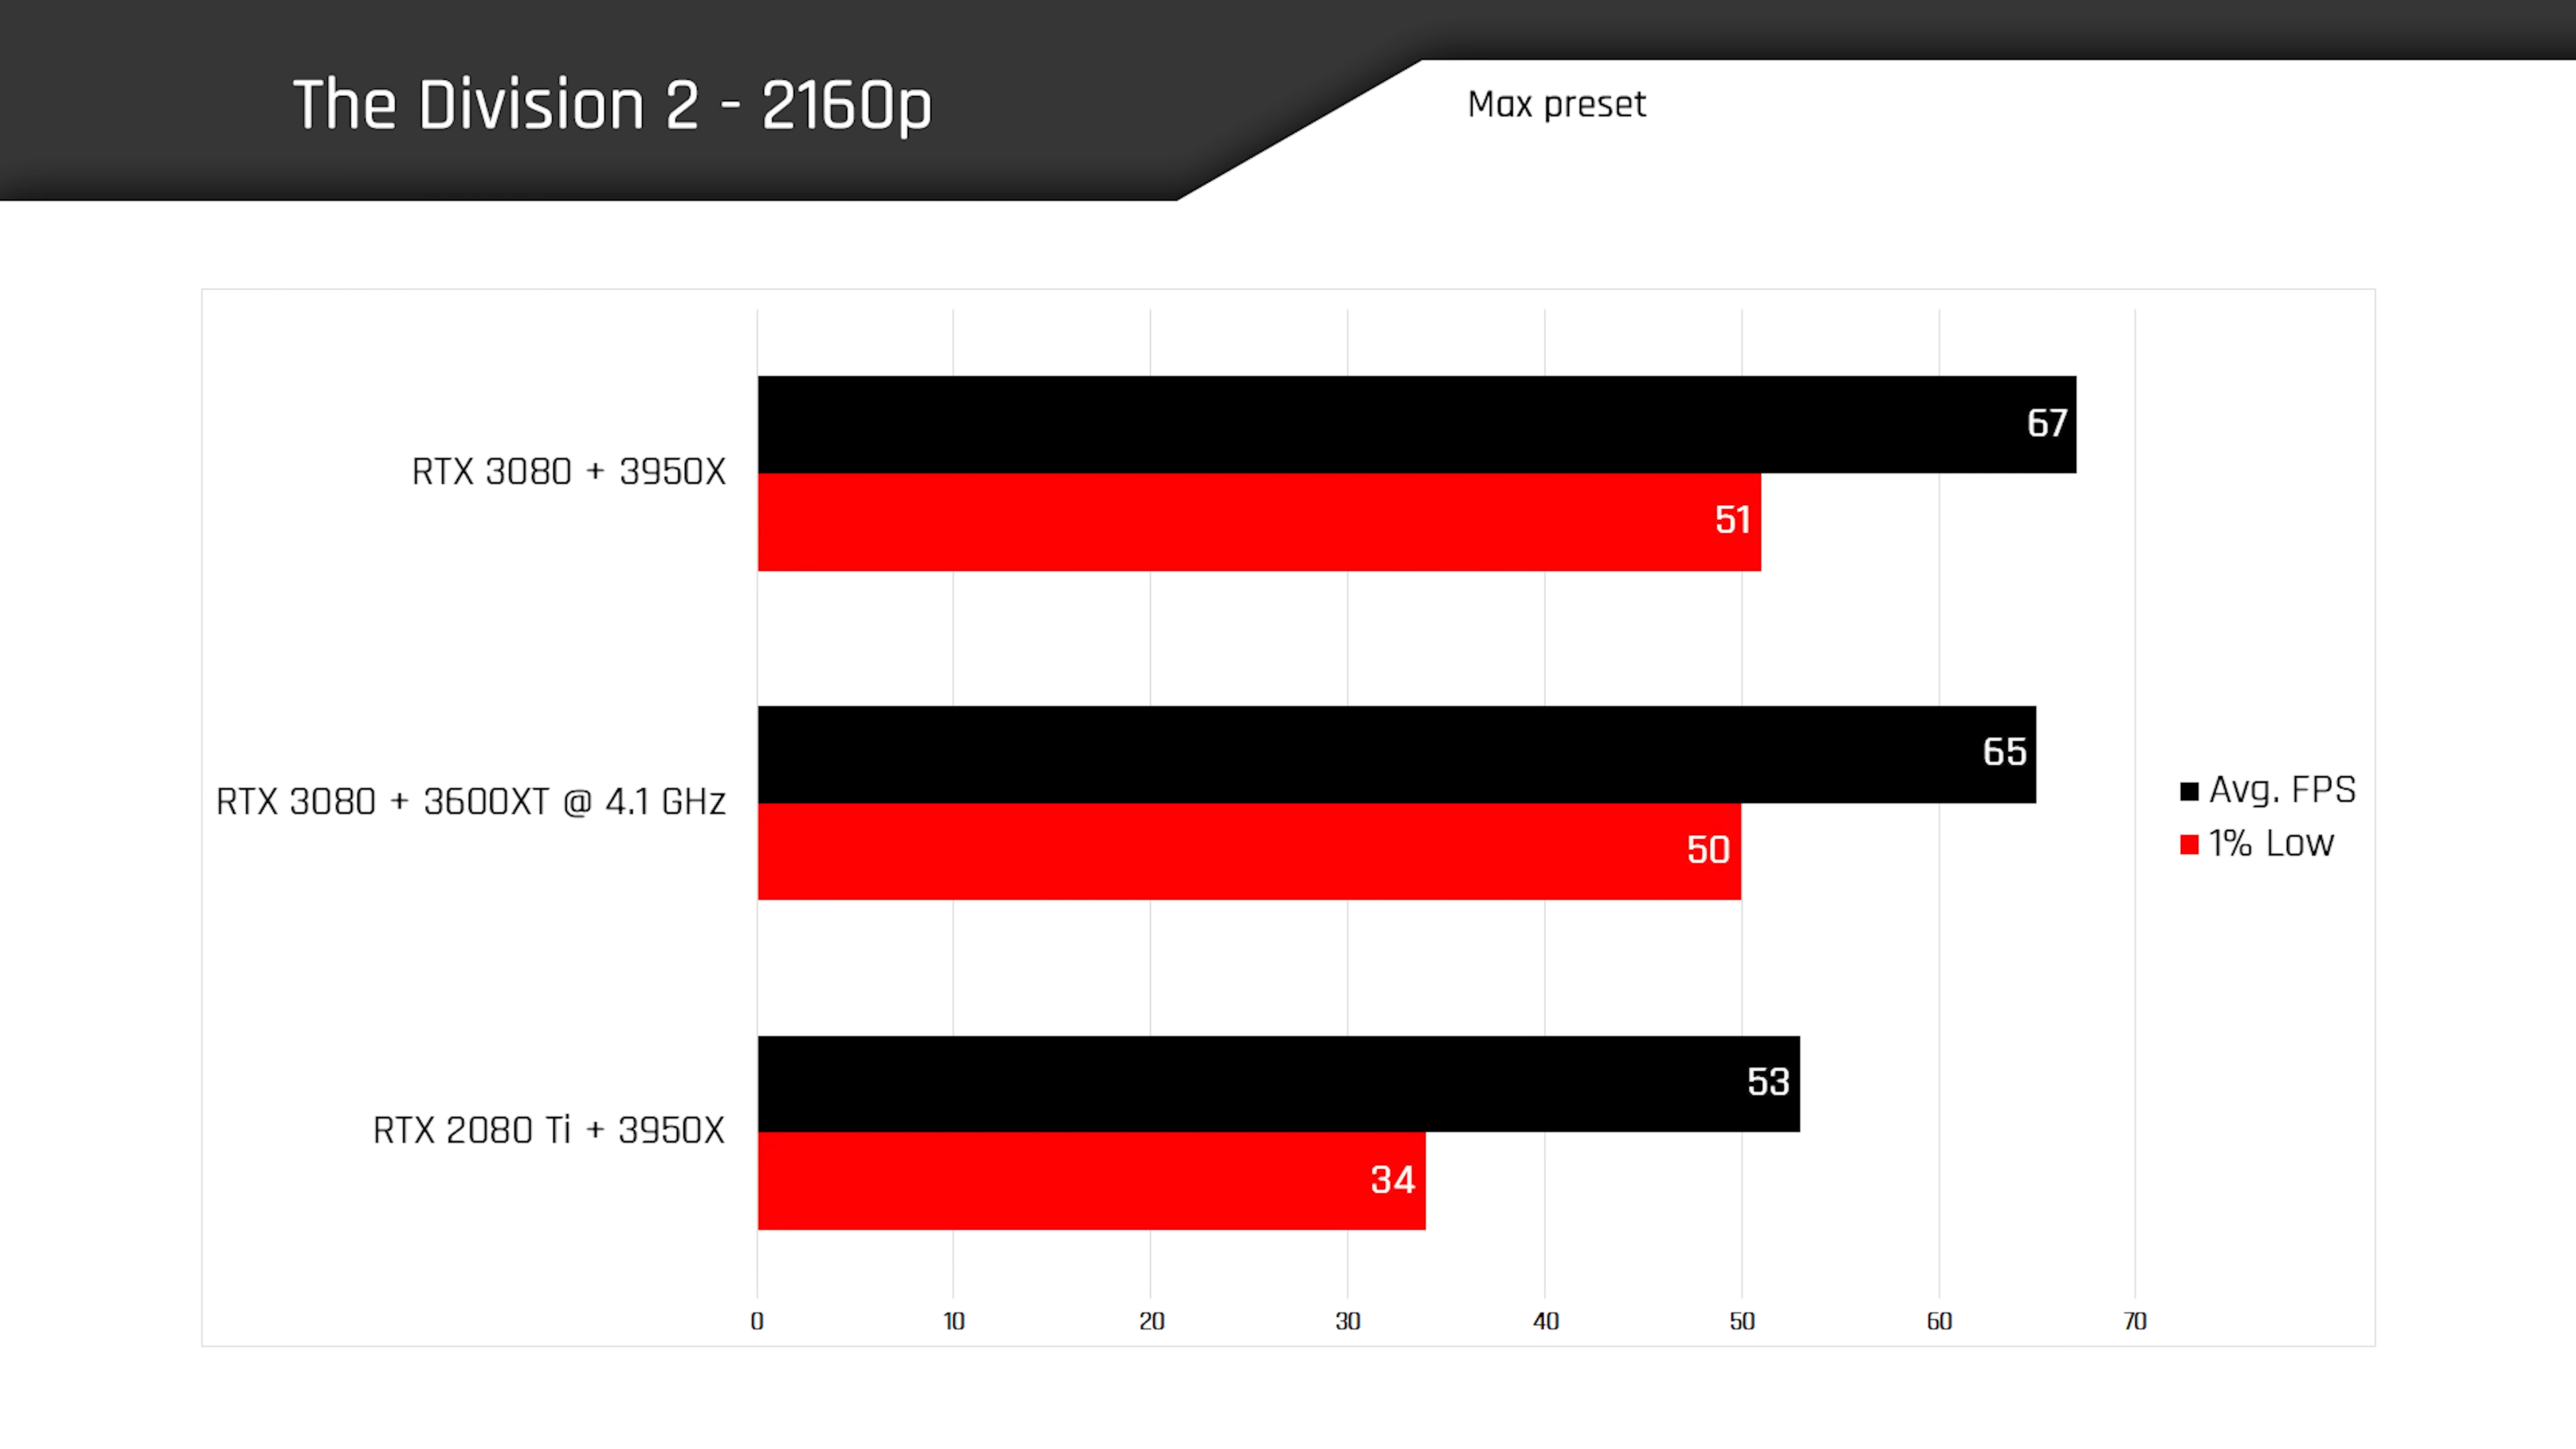 The Division 2 - 2160p
Max preset
RTX 3080 + 3950X
67
51
RTX 3080 + 3600XT @ 4.1 GHz
65
50
Avg. FPS
1% Low
RTX 2080 Ti + 3950X
53
34
0 10 20 30 40 50 60 70